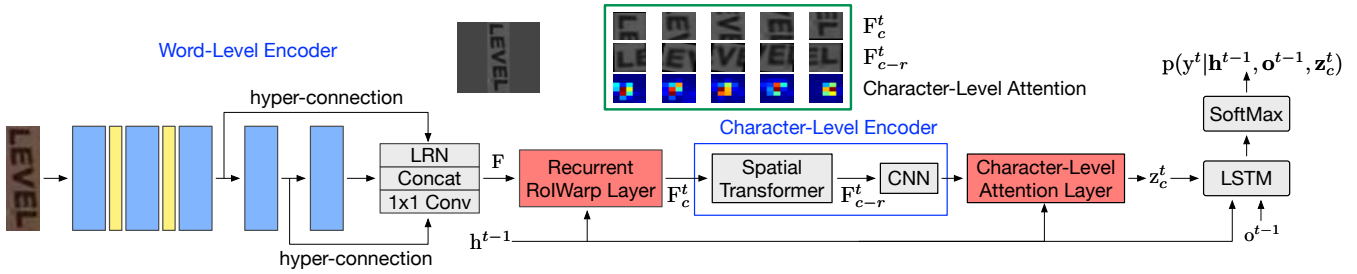 Word-Level Encoder
hyper-connection
LEVEL
LRN
Concat
1x1 Conv
hyper-connection
F
LEVEL
Recurrent
RoIWarp Layer
F_c^t
F_{c-r}^t
Character-Level Attention
Character-Level Encoder
F_c^t
Spatial
Transformer
F_{c-r}^t
CNN
Character-Level
Attention Layer
z_c^t
p(y^t|h^{t-1}, o^{t-1}, z_c^t)
SoftMax
LSTM
o^{t-1}
h^{t-1}